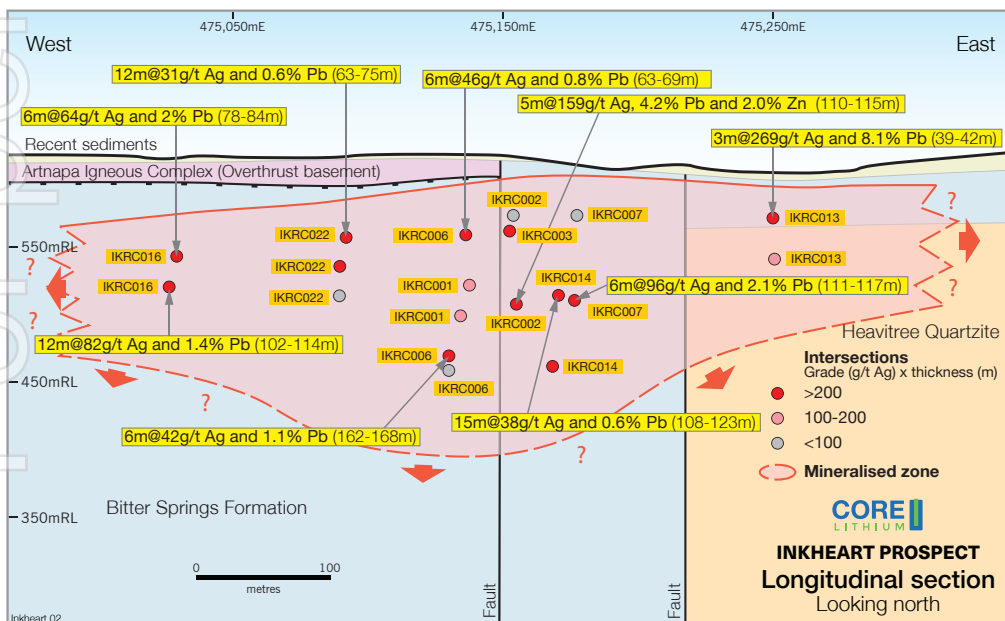 475,050mE
475,150mE
475,250mE
West
East
12m@31g/t Ag and 0.6% Pb (63-75m)
6m@46g/t Ag and 0.8% Pb (63-69m)
5m@159g/t Ag, 4.2% Pb and 2.0% Zn (110-115m)
6m@64g/t Ag and 2% Pb (78-84m)
3m@269g/t Ag and 8.1% Pb (39-42m)
Recent sediments
Artnapa Igneous Complex (Overthrust basement)
IKRC002
IKRC007
IKRC013
IKRC022
IKRC006
IKRC003
550mRL
IKRC016
IKRC022
IKRC013
IKRC016
IKRC022
IKRC001
IKRC014
6m@96g/t Ag and 2.1% Pb (111-117m)
IKRC001
IKRC002
IKRC007
12m@82g/t Ag and 1.4% Pb (102-114m)
IKRC006
IKRC014
IKRC006
450mRL
?
?
?
?
?
?
?
Heavitree Quartzite
Intersections
Grade (g/t Ag) x thickness (m)
>200
100-200
<100
Mineralised zone
6m@42g/t Ag and 1.1% Pb (162-168m)
15m@38g/t Ag and 0.6% Pb (108-123m)
Bitter Springs Formation
350mRL
0
100
metres
Fault
Fault
CORE
LITHIUM
INKHEART PROSPECT
Longitudinal section
Looking north
Inkheart 02